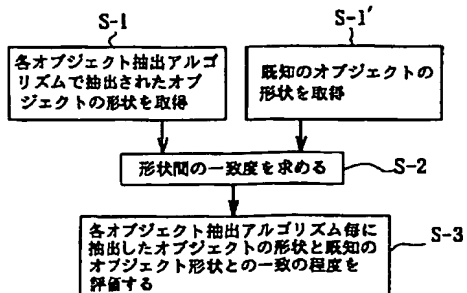 S-1
各オブジェクト抽出アルゴ
リズムで抽出されたオブ
ジェクトの形状を取得
S-1'
既知のオブジェクトの
形状を取得
形状間の一致度を求める
S-2
各オブジェクト抽出アルゴリズム毎に
抽出したオブジェクトの形状と既知の
オブジェクト形状との一致の程度を
評価する
S-3